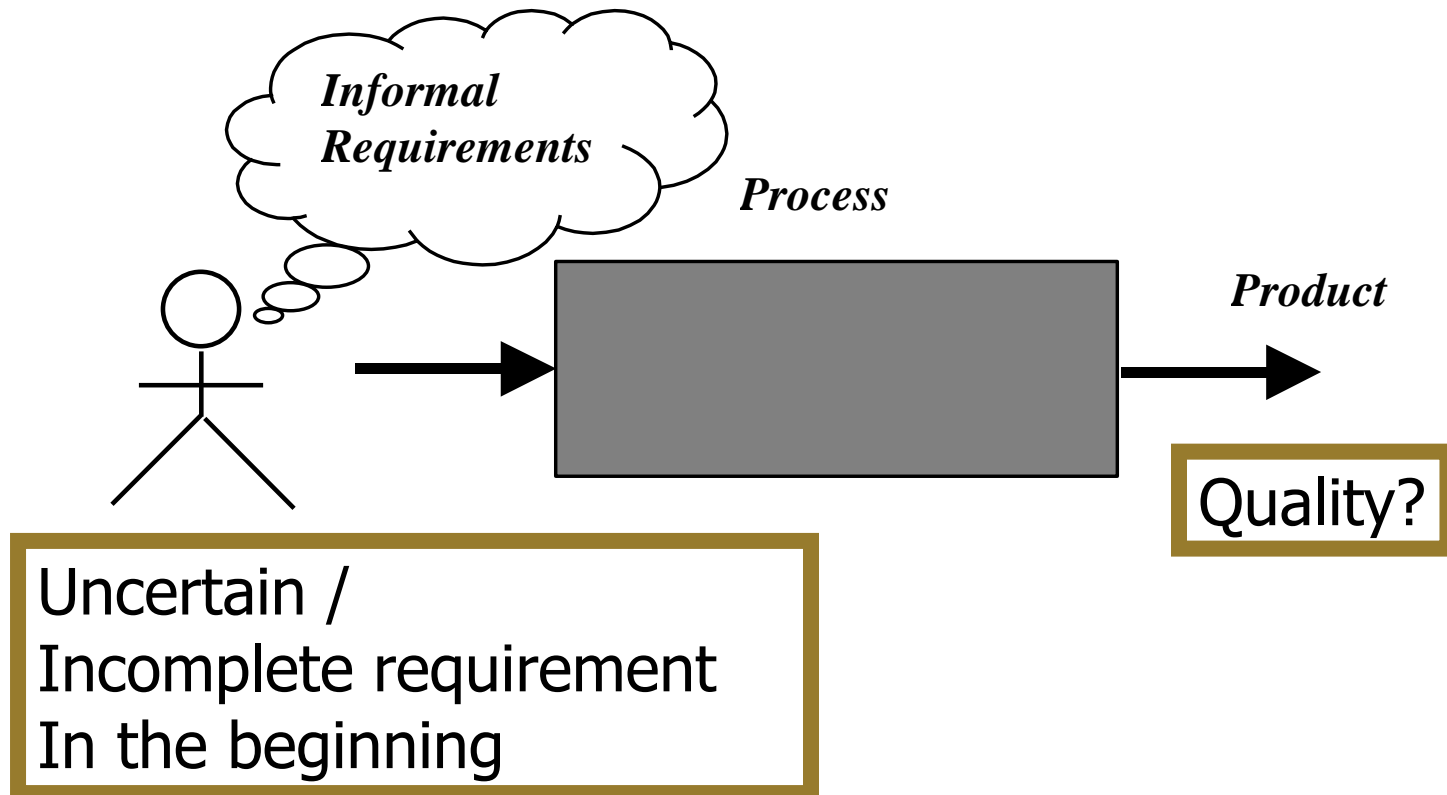 Informal
Requirements
Process
Product
Quality?
Uncertain /
Incomplete requirement
In the beginning